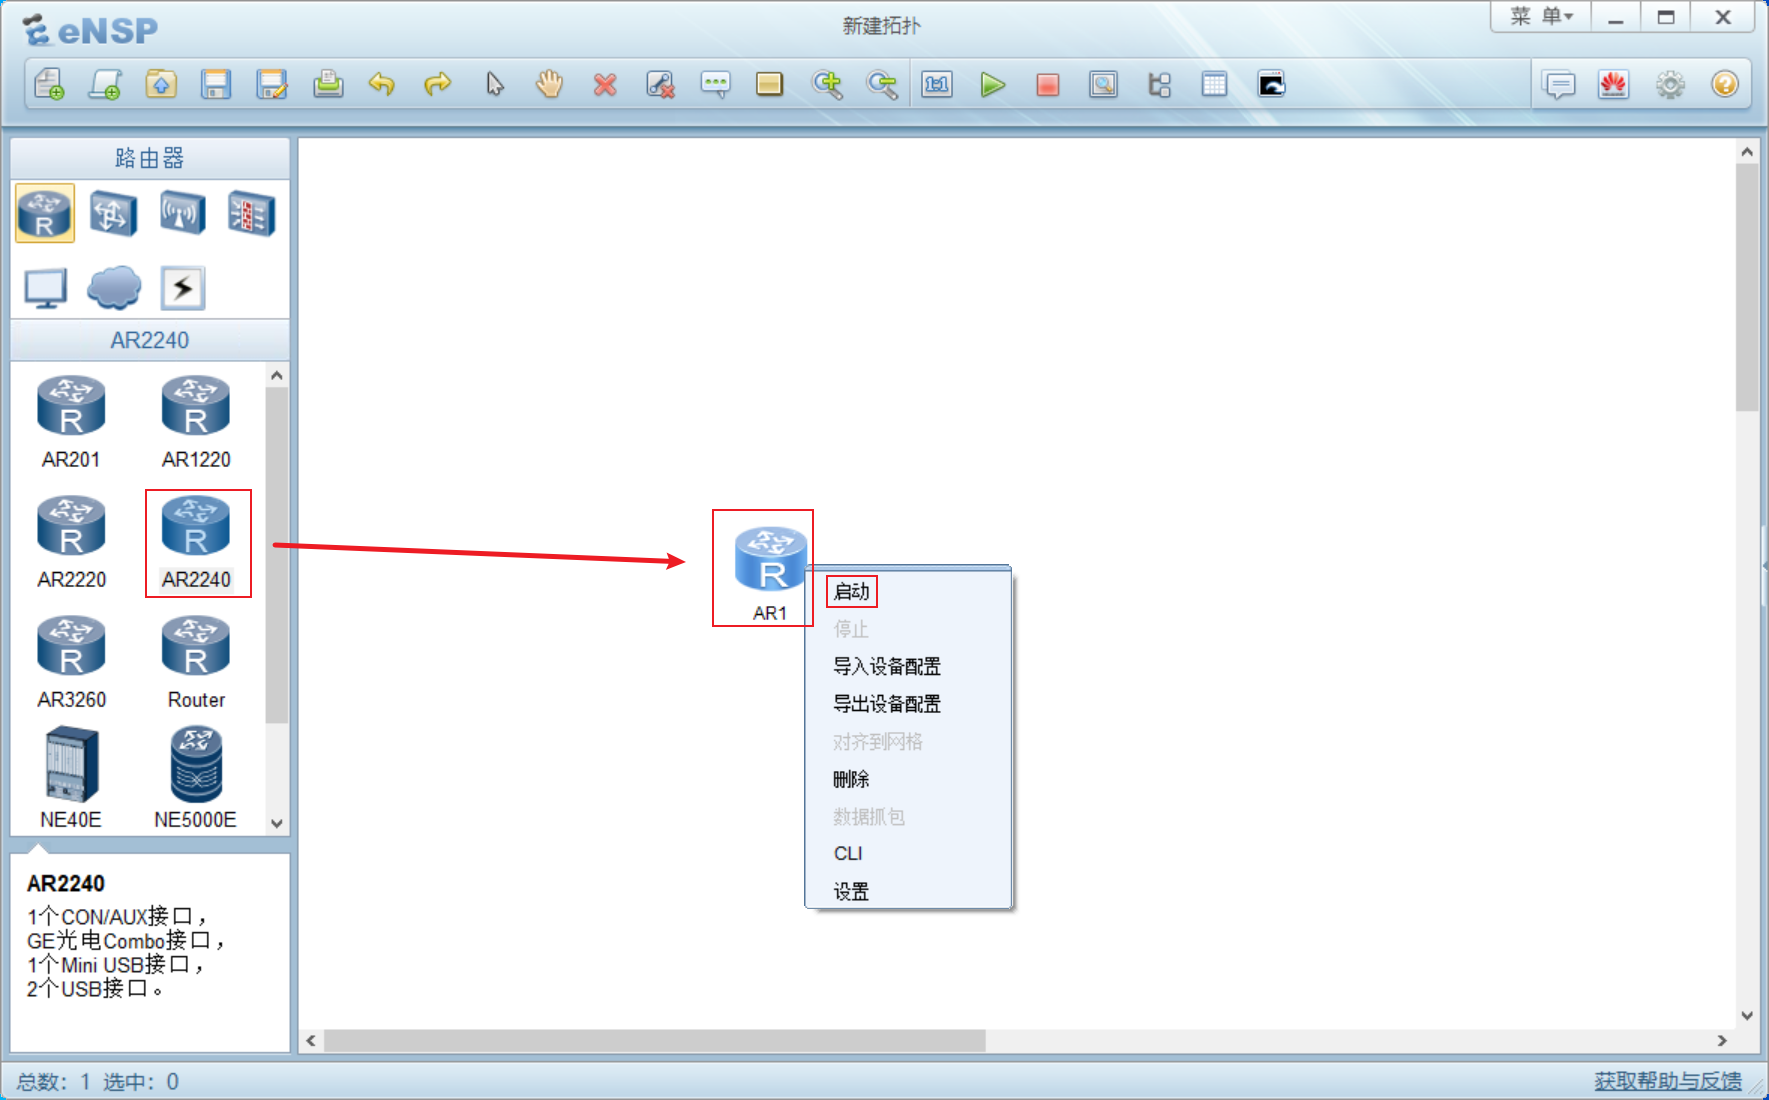 eNSP
新建拓扑
菜 单
1:1
路由器
R
AR2240
R
R
AR201
AR1220
R
R
AR2220
AR2240
R
R
AR3260
Router
NE40E
NE5000E
R
AR1
启动
停止
导入设备配置
导出设备配置
对齐到网格
删除
数据抓包
CLI
设置
AR2240
1个CON/AUX接口，
GE光电Combo接口，
1个Mini USB接口，
2个USB接口。
总数：1 选中：0
获取帮助与反馈